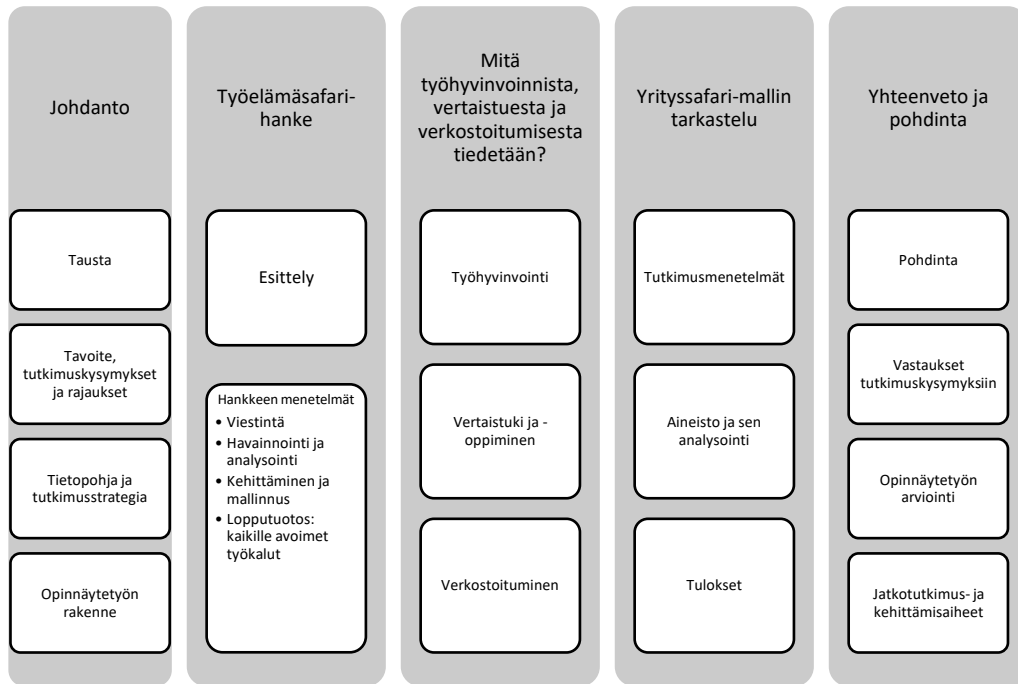 Johdanto
Tausta
Tavoite,
tutkimuskysymykset
ja rajaukset
Tietopohja ja
tutkimusstrategia
Opinnäytetyön
rakenne
Työelämäsafari-
hanke
Esittely
Hankkeen menetelmät
• Viestintä
• Havainnointi ja
analysointi
• Kehittäminen ja
mallinnus
• Lopputuotos:
kaikille avoimet
työkalut
Mitä
työhyvinvoinnista,
vertaistuesta ja
verkostoitumisesta
tiedetään?
Työhyvinvointi
Vertaistuki ja -
oppiminen
Verkostoituminen
Yrityssafari-mallin
tarkastelu
Tutkimusmenetelmät
Aineisto ja sen
analysointi
Tulokset
Yhteenveto ja
pohdinta
Pohdinta
Vastaukset
tutkimuskysymyksiin
Opinnäytetyön
arviointi
Jatkotutkimus- ja
kehittämisaiheet